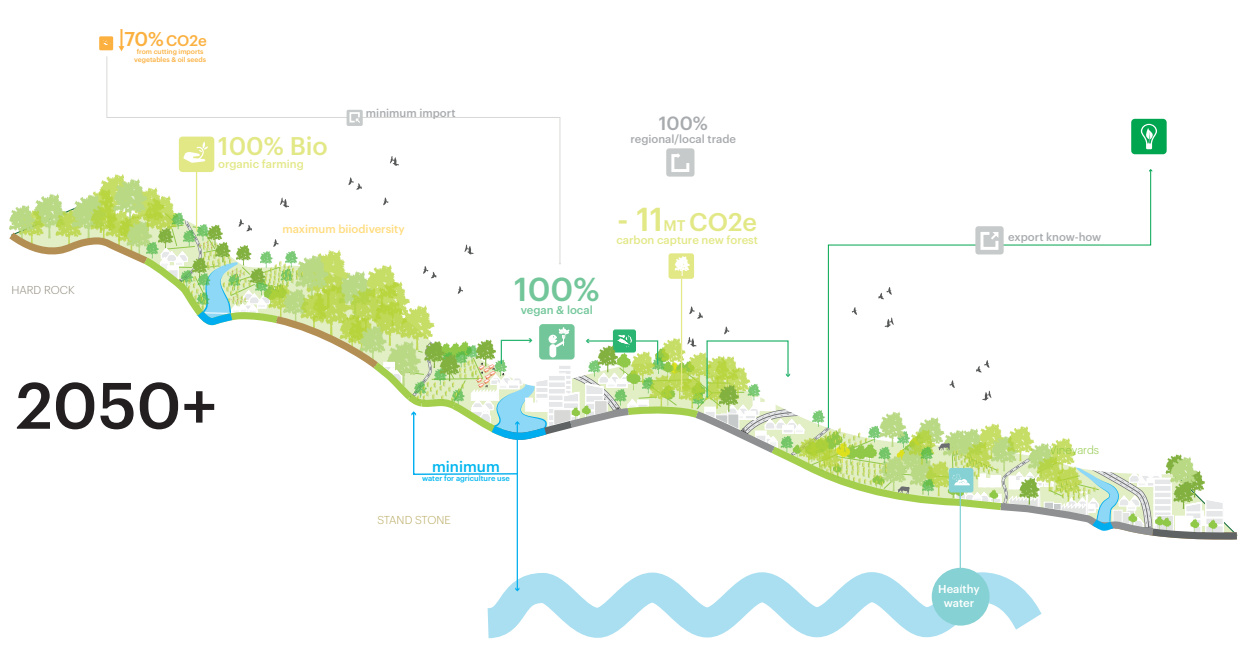 70% CO2e
from cutting imports
vegetables & oil seeds
minimum import
100%
regional/local trade
100% Bio
organic farming
- 11MT CO2e
carbon capture new forest
maximum biiodiversity
export know-how
100%
vegan & local
HARD ROCK
2050+
vineyards
minimum
water for agriculture use
STAND STONE
Healthy
water